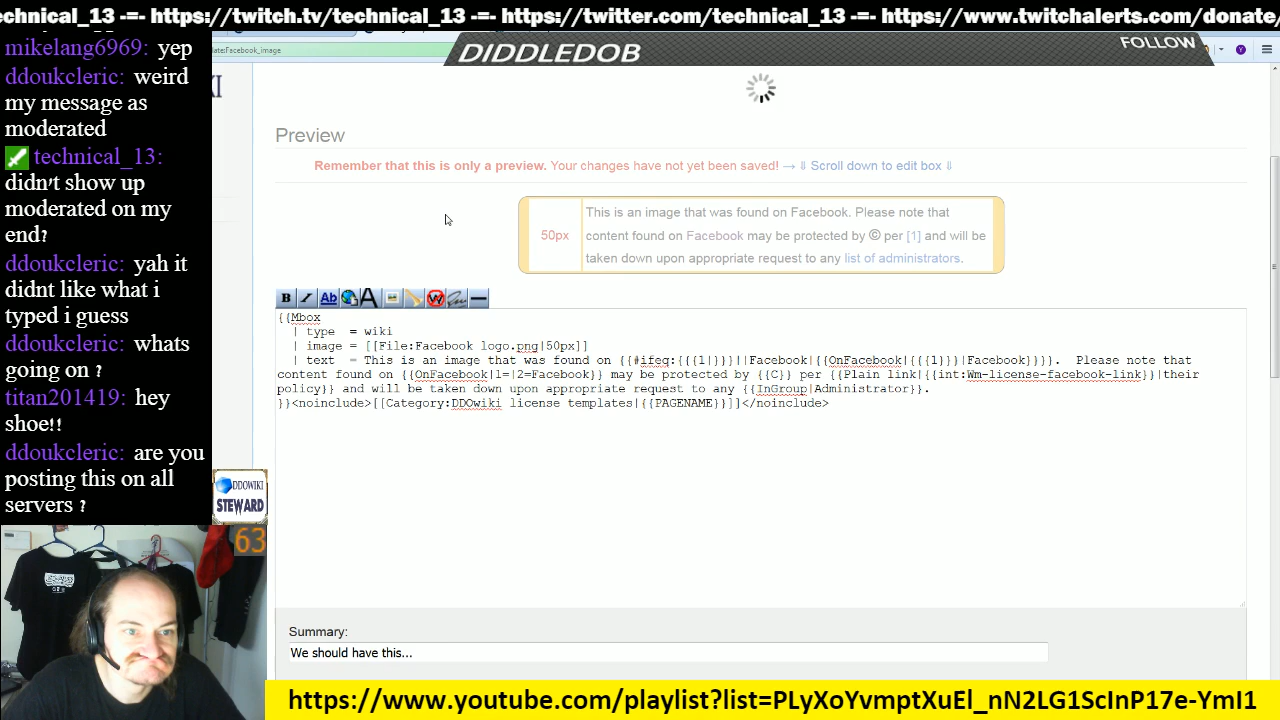 technical_13 -=- https://twitch.tv/technical_13 -=- https://twitter.com/technical_13 -=- https://www.twitchalerts.com/donate/
mikelang6969: yep
ddoukcleric: weird
my message as
moderated
technical_13:
didn't show up
moderated on my
end?
ddoukcleric: yah it
didnt like what i
typed i guess
ddoukcleric: whats
going on ?
titan201419: hey
shoe!!
ddoukcleric: are you
posting this on all
servers ?
DDOWIKI
STEWARD
63
Facebook_image
DIDDLEDOB
FOLLOW
Preview
Remember that this is only a preview. Your changes have not yet been saved! → ⇓ Scroll down to edit box ⇓
50px
This is an image that was found on Facebook. Please note that
content found on Facebook may be protected by © per [1] and will be
taken down upon appropriate request to any list of administrators.
B I Ab A W
{{Mbox
| type = wiki
| image = [[File:Facebook logo.png|50px]]
| text = This is an image that was found on {{#ifeq:{{{1|}}}||Facebook|{{OnFacebook|{{{1}}}|Facebook}}}}. Please note that
content found on {{OnFacebook|1=|2=Facebook}} may be protected by {{C}} per {{Plain link|{{int:Wm-license-facebook-link}}|their
policy}} and will be taken down upon appropriate request to any {{InGroup|Administrator}}.
}}<noinclude>[[Category:DDOwiki license templates|{{PAGENAME}}]]</noinclude>
Summary:
We should have this...
https://www.youtube.com/playlist?list=PLyXoYvmptXuEl_nN2LG1ScInP17e-YmI1